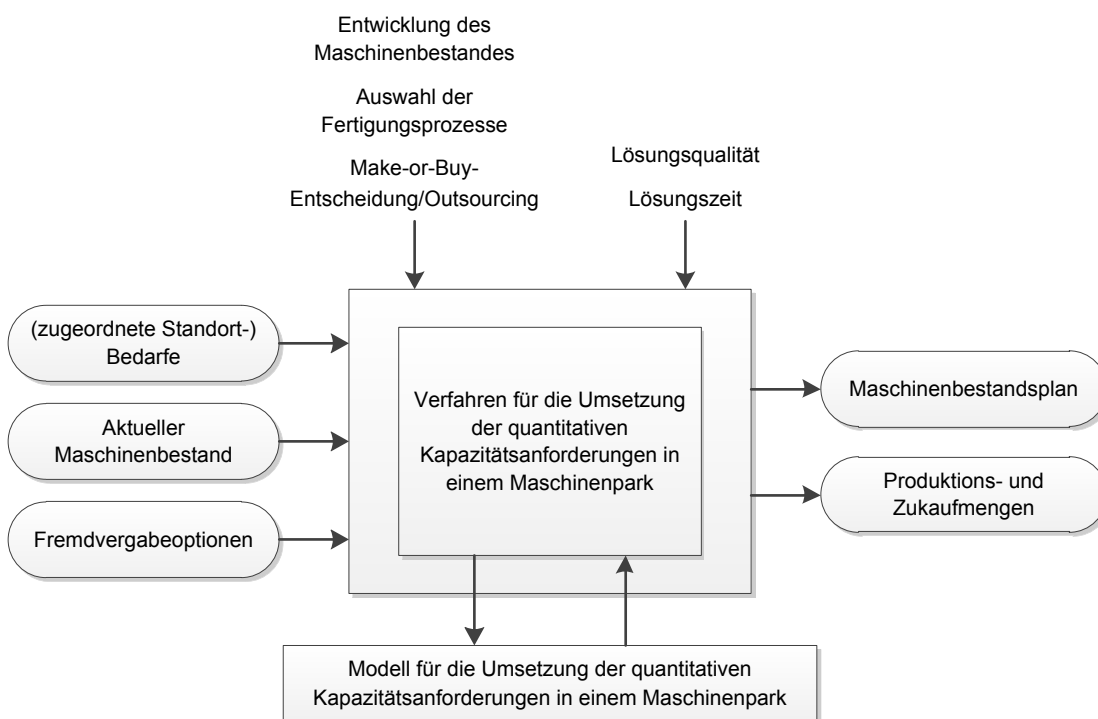 Entwicklung des
Maschinenbestandes
Auswahl der
Fertigungsprozesse
Make-or-Buy-
Entscheidung/Outsourcing
Lösungsqualität
Lösungszeit
(zugeordnete Standort-)
Bedarfe
Aktueller
Maschinenbestand
Fremdvergabeoptionen
Verfahren für die Umsetzung
der quantitativen
Kapazitätsanforderungen in
einem Maschinenpark
Maschinenbestandsplan
Produktions- und
Zukaufmengen
Modell für die Umsetzung der quantitativen
Kapazitätsanforderungen in einem Maschinenpark